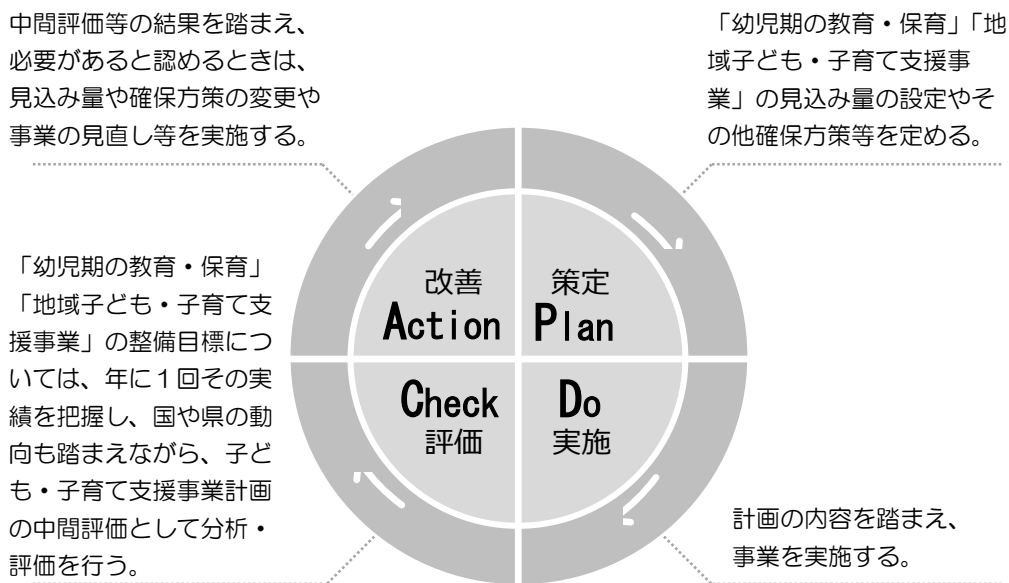 中間評価等の結果を踏まえ、
必要があると認めるときは、
見込み量や確保方策の変更や
事業の見直し等を実施する。
「幼児期の教育・保育」「地
域子ども・子育て支援事
業」の見込み量の設定やそ
の他確保方策等を定める。
改善
Action
策定
Plan
「幼児期の教育・保育」
「地域子ども・子育て支
援事業」の整備目標につ
いては、年に１回その実
績を把握し、国や県の動
向も踏まえながら、子ど
も・子育て支援事業計画
の中間評価として分析・
評価を行う。
Check
評価
Do
実施
計画の内容を踏まえ、
事業を実施する。